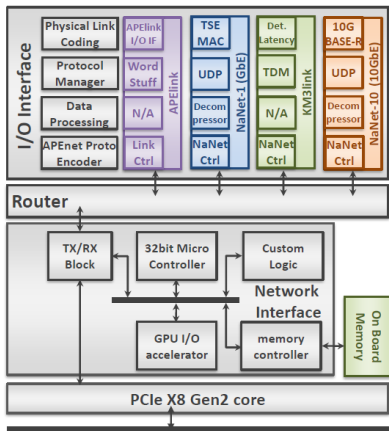 I/O Interface
Physical Link
Coding
Protocol
Manager
Data
Processing
APEnet Proto
Encoder
APElink
I/O IF
Word
Stuff
N/A
Link
Ctrl
APElink
TSE
MAC
UDP
Decom
pressor
NaNet
Ctrl
NaNet-1 (GbE)
Det.
Latency
TDM
N/A
NaNet
Ctrl
KM3link
10G
BASE-R
UDP
Decom
pressor
NaNet
Ctrl
NaNet-10 (10GbE)
Router
TX/RX
Block
32bit Micro
Controller
Custom
Logic
Network
Interface
GPU I/O
accelerator
memory
controller
On Board
Memory
PCIe X8 Gen2 core